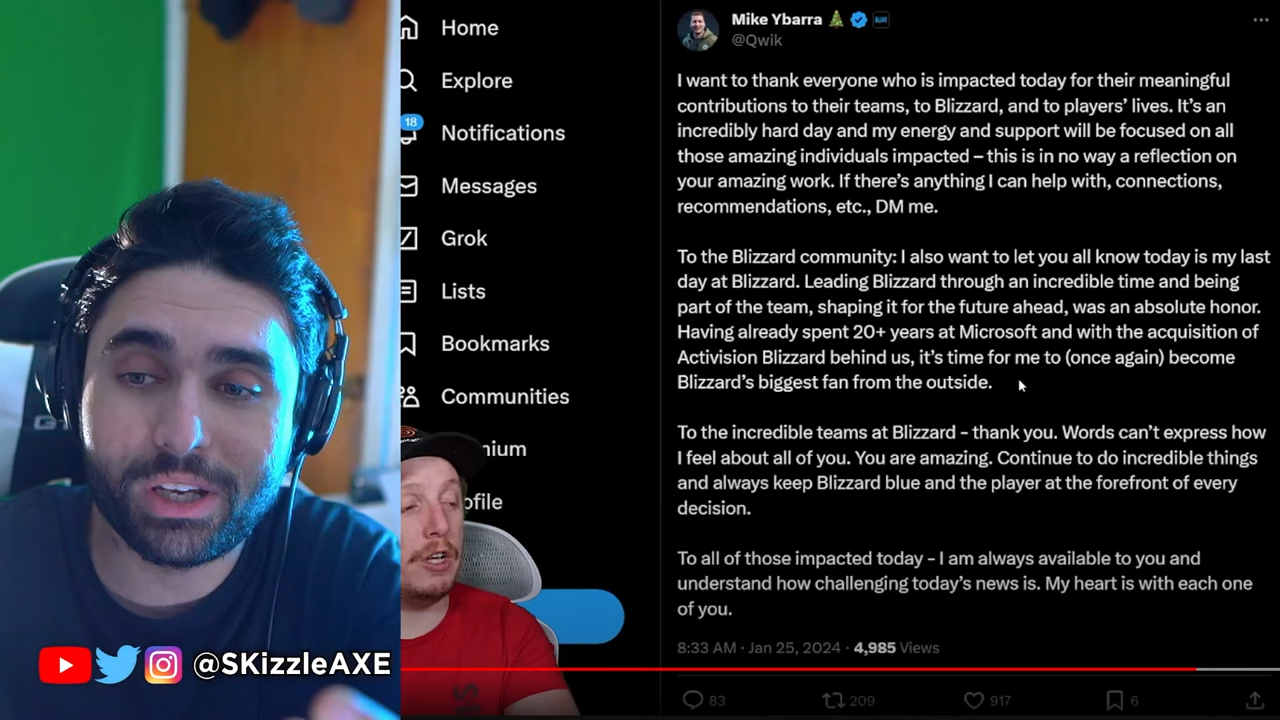 Home
Explore
18
Notifications
Messages
Grok
Lists
Bookmarks
Communities
nium
ofile
@SKizzleAXE
Mike Ybarra
@Qwik
I want to thank everyone who is impacted today for their meaningful
contributions to their teams, to Blizzard, and to players' lives. It's an
incredibly hard day and my energy and support will be focused on all
those amazing individuals impacted – this is in no way a reflection on
your amazing work. If there's anything I can help with, connections,
recommendations, etc., DM me.
To the Blizzard community: I also want to let you all know today is my last
day at Blizzard. Leading Blizzard through an incredible time and being
part of the team, shaping it for the future ahead, was an absolute honor.
Having already spent 20+ years at Microsoft and with the acquisition of
Activision Blizzard behind us, it's time for me to (once again) become
Blizzard's biggest fan from the outside.
To the incredible teams at Blizzard – thank you. Words can't express how
I feel about all of you. You are amazing. Continue to do incredible things
and always keep Blizzard blue and the player at the forefront of every
decision.
To all of those impacted today – I am always available to you and
understand how challenging today's news is. My heart is with each one
of you.
8:33 AM · Jan 25, 2024 · 4,985 Views
83
209
917
6